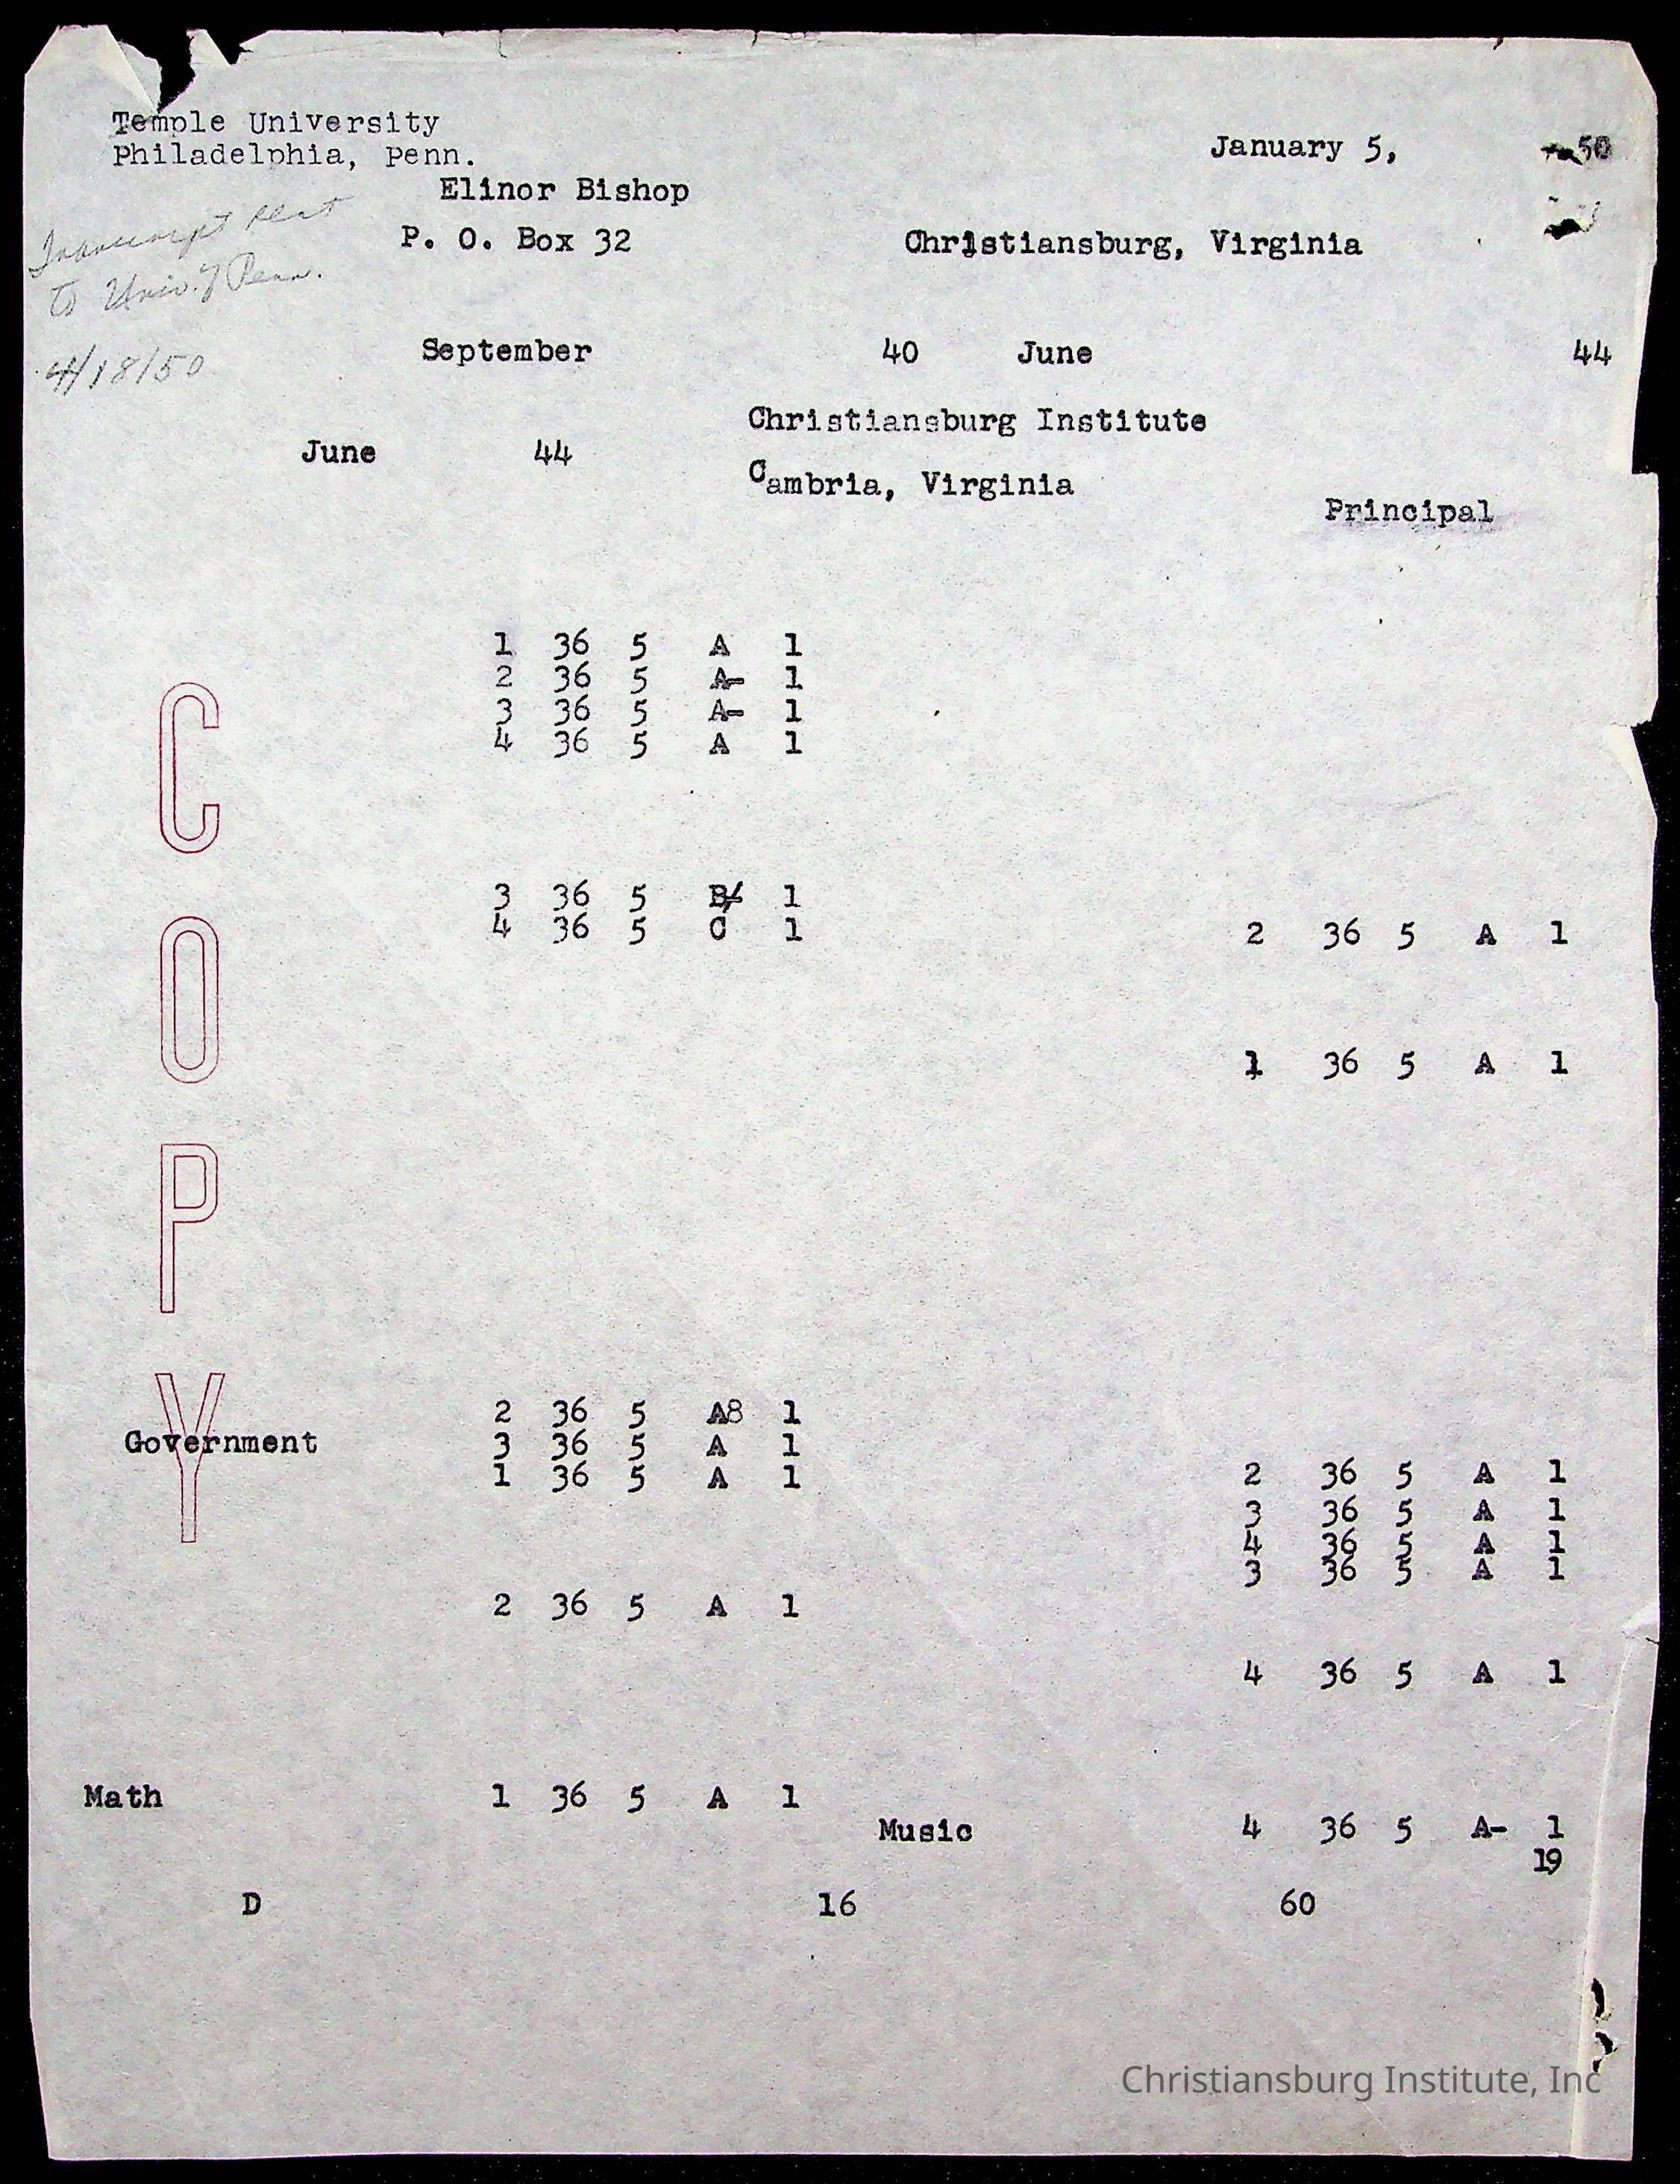 Temple University
Philadelphia, Penn.
January 5, 50
Elinor Bishop
P. O. Box 32 Christiansburg, Virginia
Transcript sent
to Univ. of Penn.
4/18/50
September 40 June 44
Christiansburg Institute
June 44
Cambria, Virginia
Principal
1 36 5 A 1
2 36 5 A- 1
3 36 5 A- 1
4 36 5 A 1
COPY
3 36 5 B+ 1
4 36 5 C 1 2 36 5 A 1
1 36 5 A 1
2 36 5 A8 1
Government 3 36 5 A 1
1 36 5 A 1 2 36 5 A 1
3 36 5 A 1
4 36 5 A 1
3 36 5 A 1
2 36 5 A 1
4 36 5 A 1
Math 1 36 5 A 1
Music 4 36 5 A- 1
19
D 16 60
Christiansburg Institute, Inc